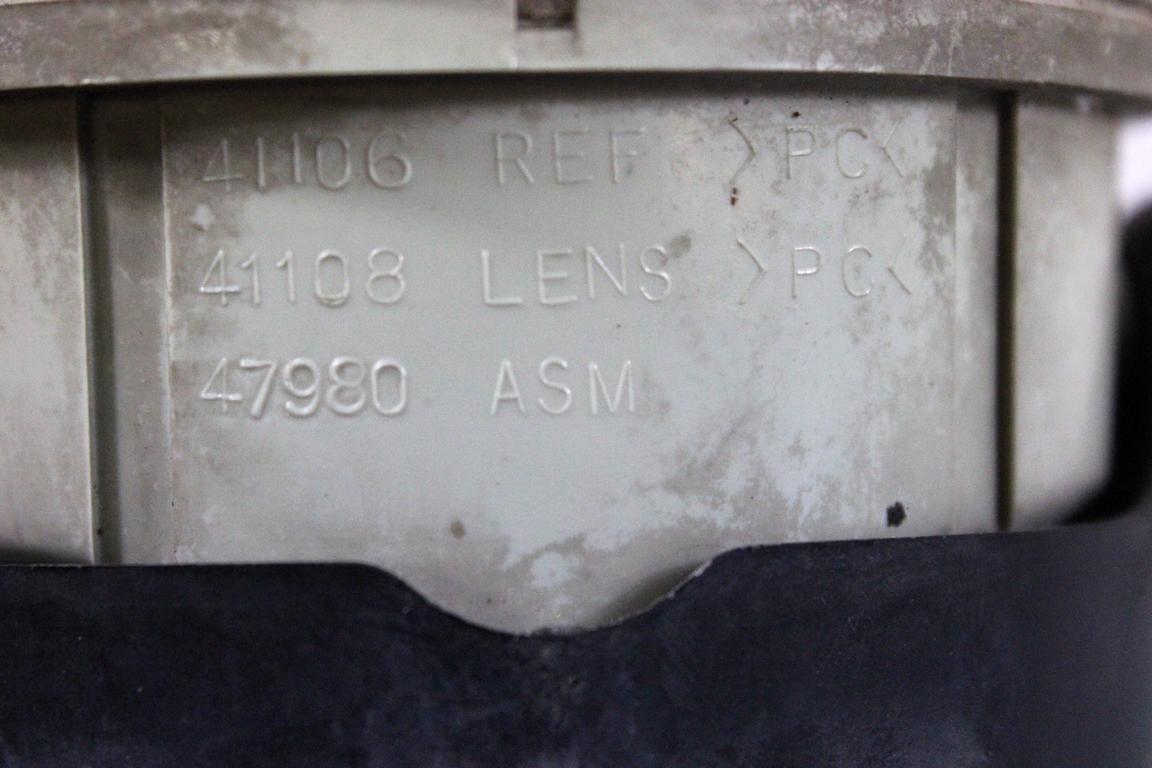 41106 REF >PC<
41108 LENS >PC<
47980 ASM